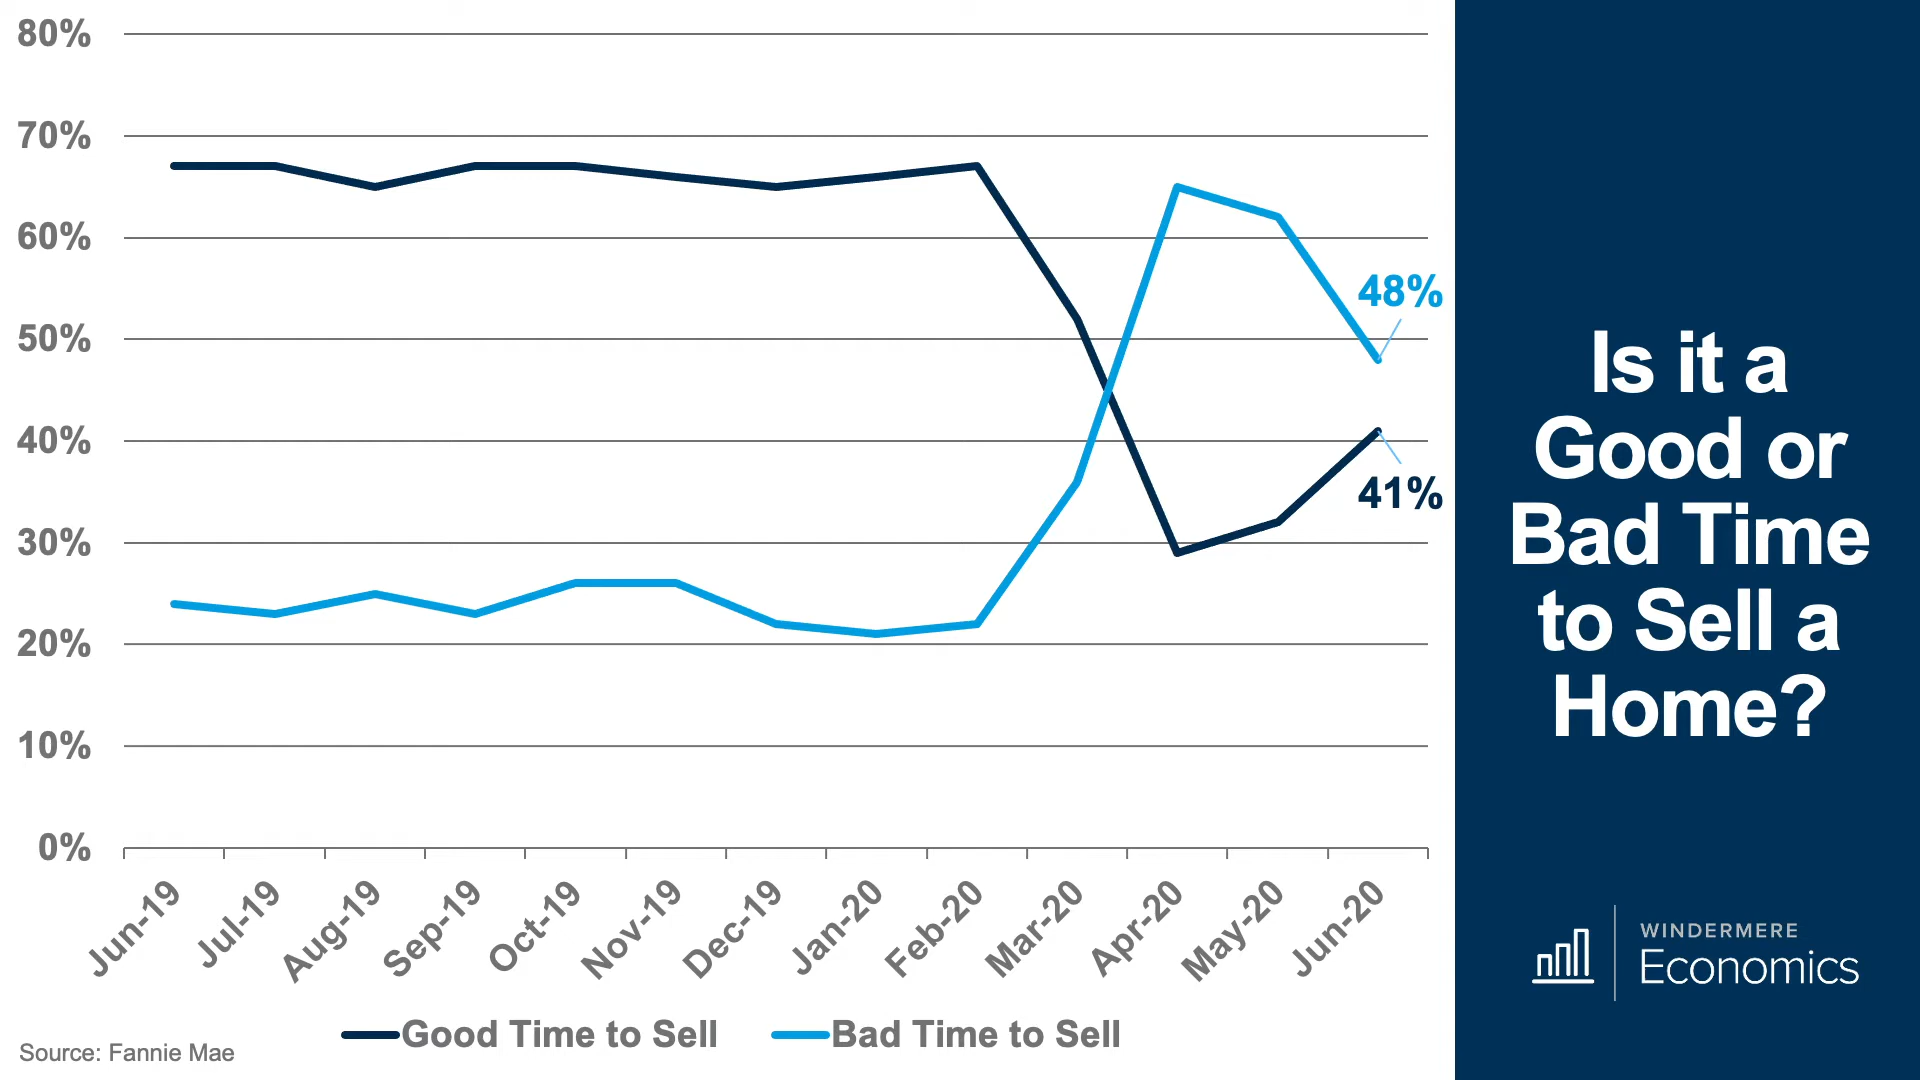 80%
70%
60%
50%
40%
30%
20%
10%
0%
48%
41%
Jun-19
Jul-19
Aug-19
Sep-19
Oct-19
Nov-19
Dec-19
Jan-20
Feb-20
Mar-20
Apr-20
May-20
Jun-20
Good Time to Sell
Bad Time to Sell
Source: Fannie Mae
Is it a
Good or
Bad Time
to Sell a
Home?
WINDERMERE
Economics